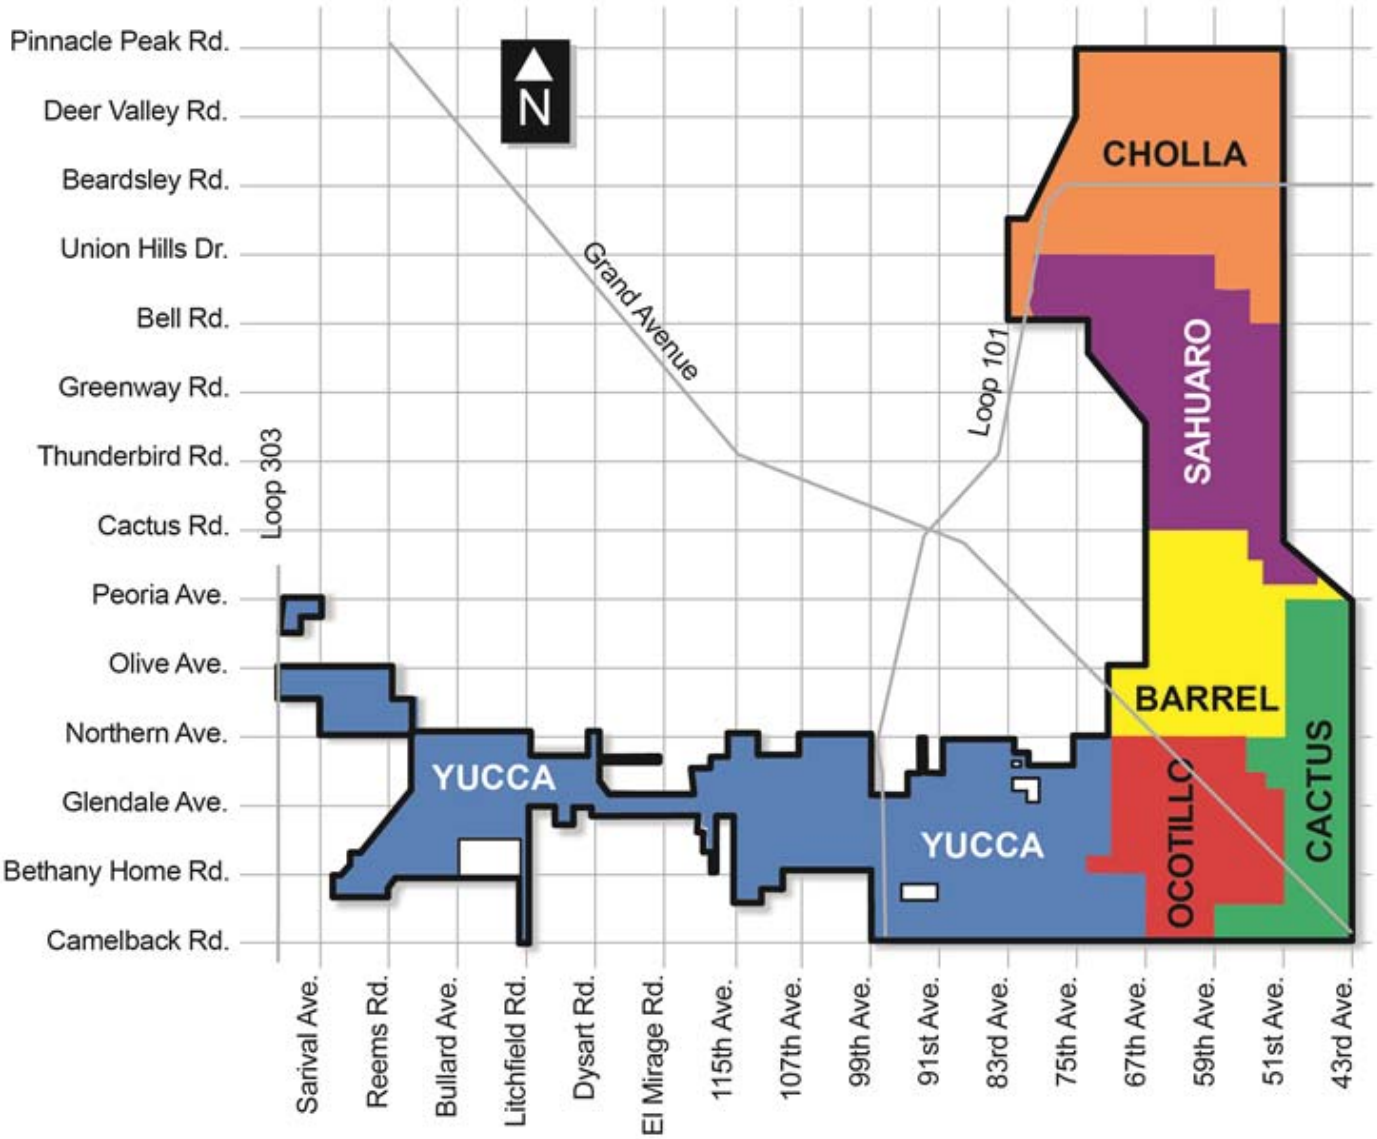 Pinnacle Peak Rd.
Deer Valley Rd.
Beardsley Rd.
Union Hills Dr.
Bell Rd.
Greenway Rd.
Thunderbird Rd.
Cactus Rd.
Peoria Ave.
Olive Ave.
Northern Ave.
Glendale Ave.
Bethany Home Rd.
Camelback Rd.
N
Loop 303
Grand Avenue
Loop 101
CHOLLA
SAHUARO
BARREL
CACTUS
OCOTILLO
YUCCA
YUCCA
Sarival Ave.
Reems Rd.
Bullard Ave.
Litchfield Rd.
Dysart Rd.
El Mirage Rd.
115th Ave.
107th Ave.
99th Ave.
91st Ave.
83rd Ave.
75th Ave.
67th Ave.
59th Ave.
51st Ave.
43rd Ave.